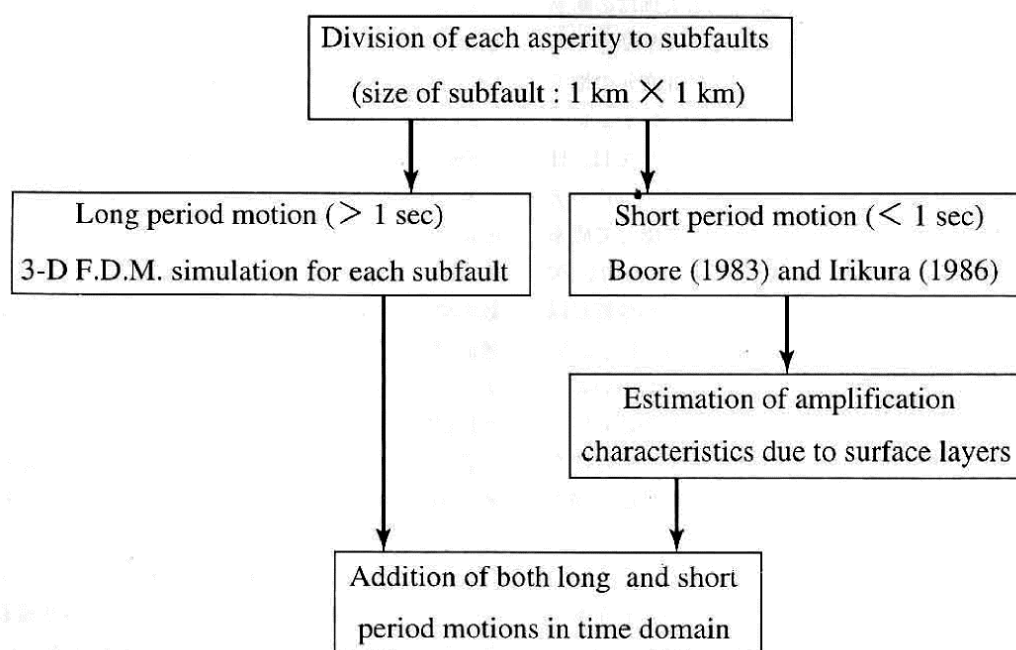 Division of each asperity to subfaults
(size of subfault : 1 km × 1 km)
Long period motion (> 1 sec)
3-D F.D.M. simulation for each subfault
Short period motion (< 1 sec)
Boore (1983) and Irikura (1986)
Estimation of amplification
characteristics due to surface layers
Addition of both long and short
period motions in time domain